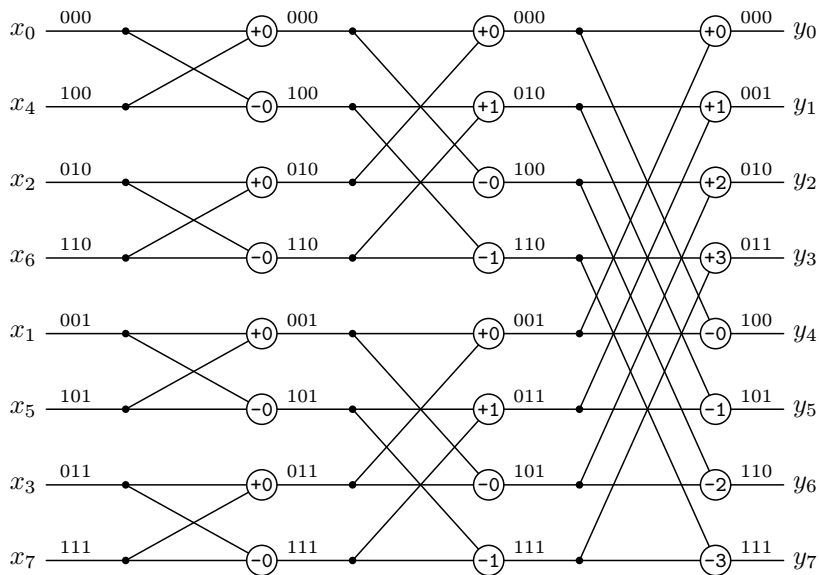 x0 000 +0 000 +0 000 +0 000 y0
x4 100 -0 100 +1 010 +1 001 y1
x2 010 +0 010 -0 100 +2 010 y2
x6 110 -0 110 -1 110 +3 011 y3
x1 001 +0 001 +0 001 -0 100 y4
x5 101 -0 101 +1 011 -1 101 y5
x3 011 +0 011 -0 101 -2 110 y6
x7 111 -0 111 -1 111 -3 111 y7